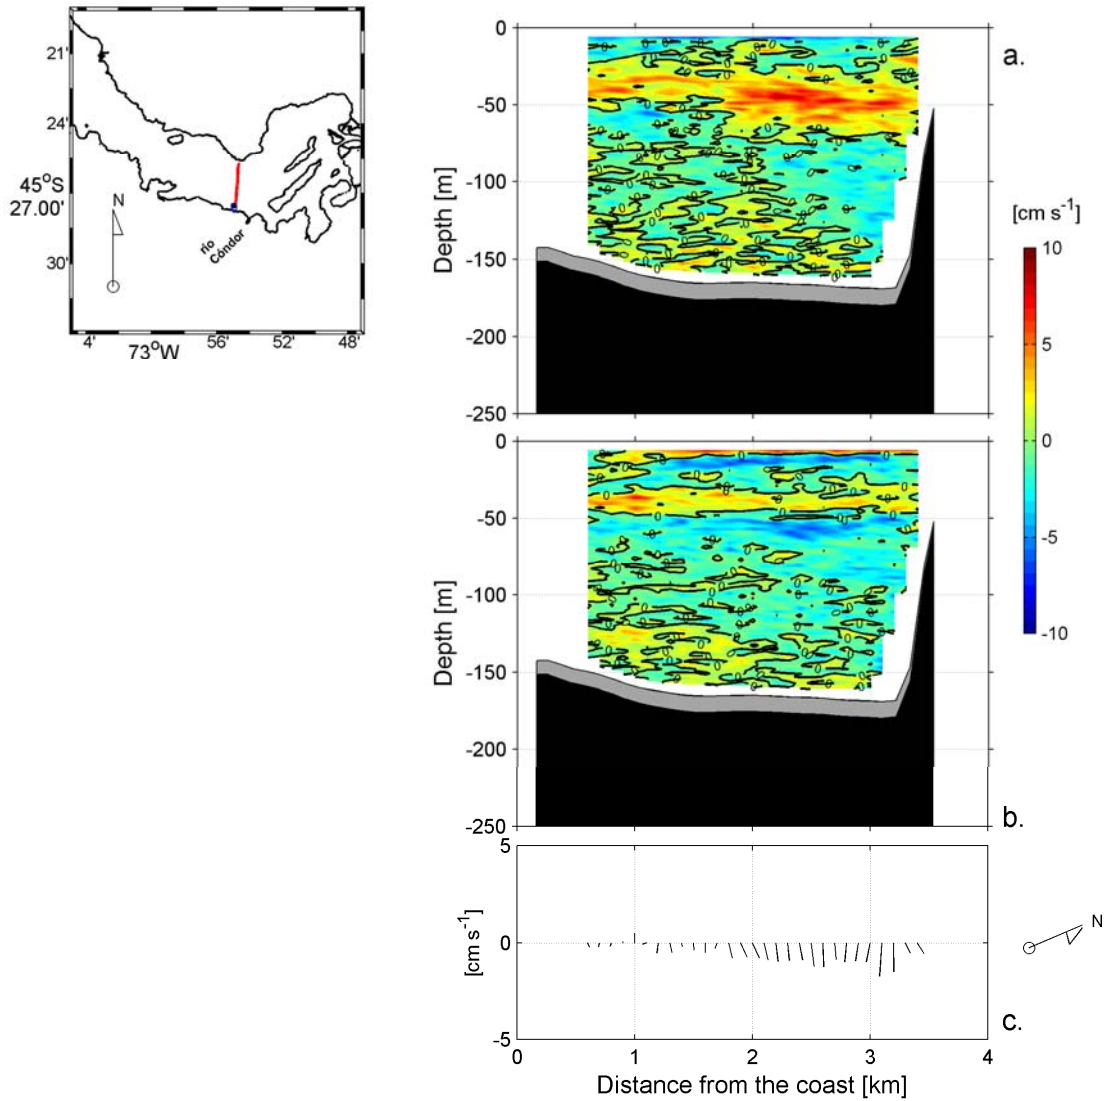 21'
24'
45°S
27.00'
30'
N
río
Cóndor
4'
73°W
56'
52'
48'
0
-50
-100
-150
-200
-250
Depth [m]
a.
[cm s-1]
10
5
0
-5
-10
0
-50
-100
-150
-200
-250
Depth [m]
b.
5
0
-5
[cm s-1]
N
c.
0
1
2
3
4
Distance from the coast [km]